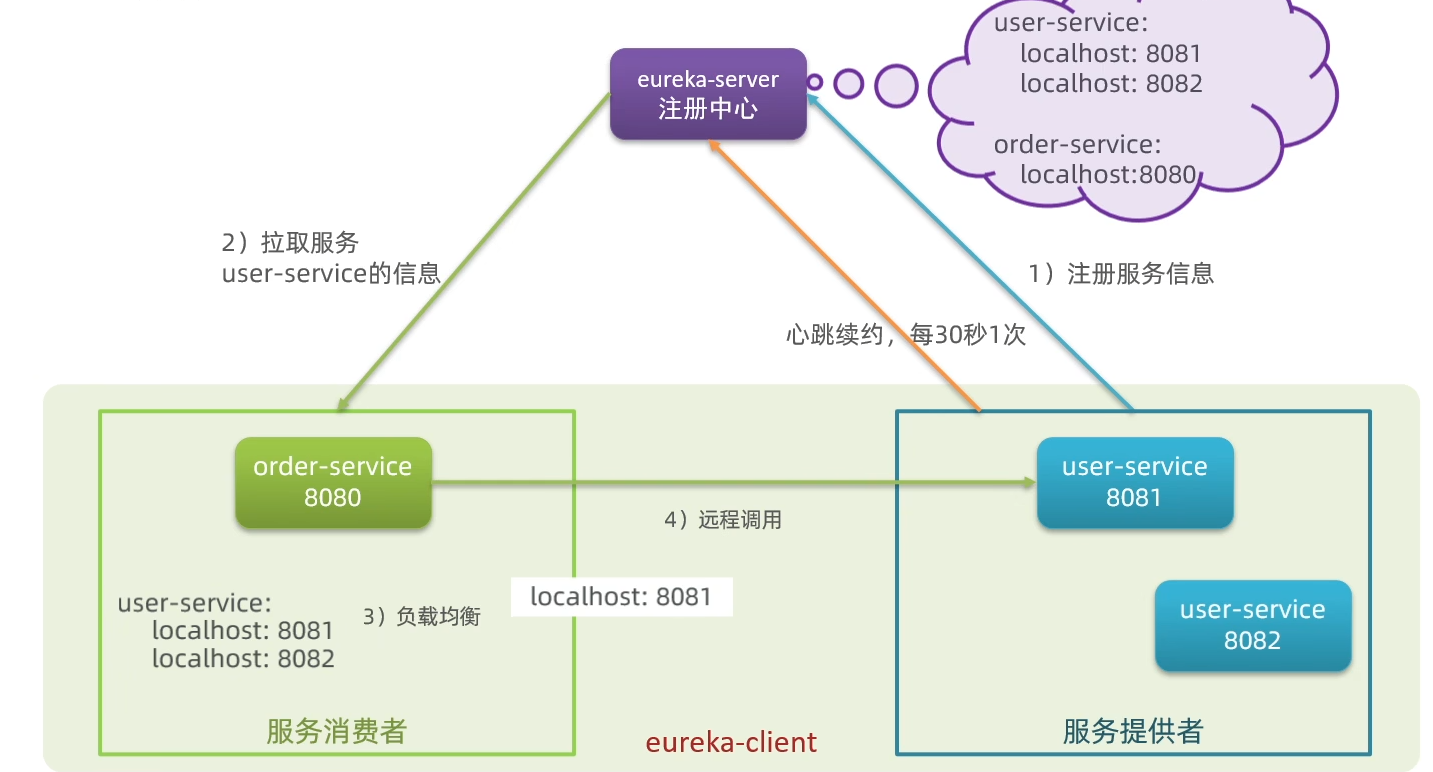 user-service:
localhost: 8081
localhost: 8082
order-service:
localhost:8080
eureka-server
注册中心
2）拉取服务
user-service的信息
1）注册服务信息
心跳续约，每30秒1次
order-service
8080
user-service
8081
4）远程调用
user-service:
localhost: 8081
localhost: 8082
3）负载均衡
localhost: 8081
user-service
8082
服务消费者
eureka-client
服务提供者